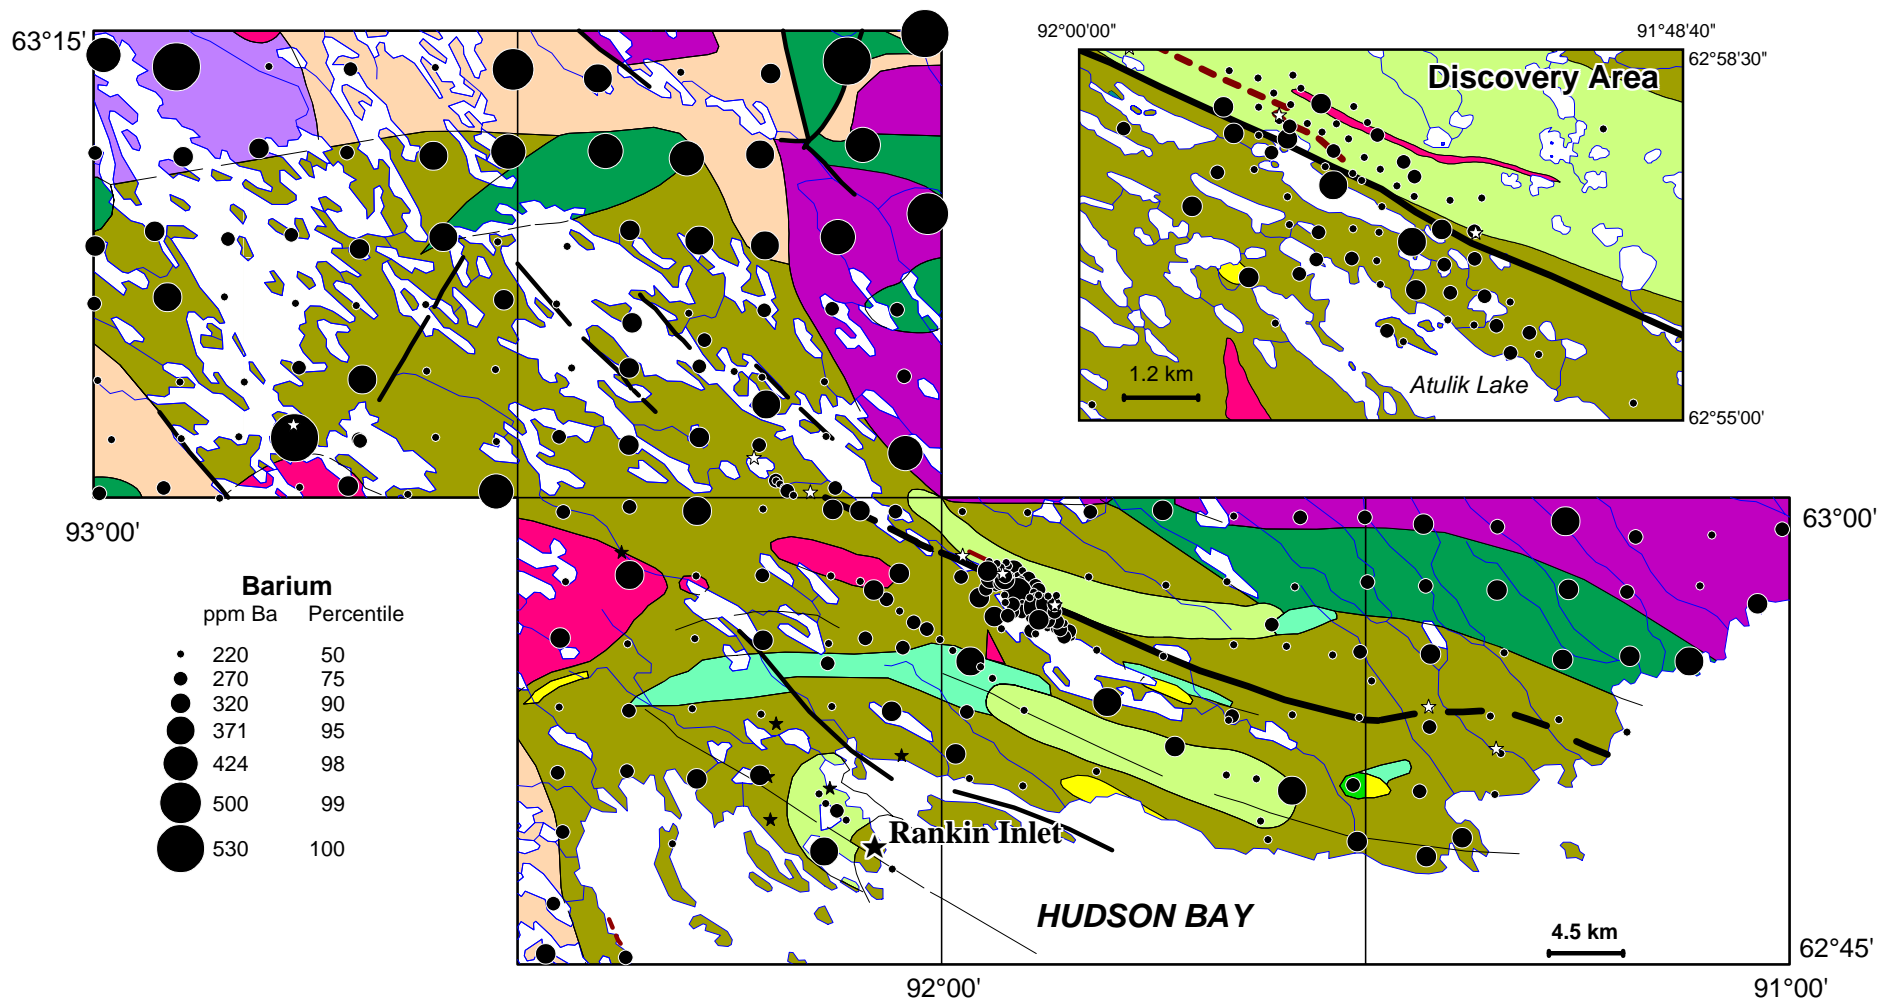 63°15'
92°00'00"
91°48'40"
62°58'30"
Discovery Area
1.2 km
Atulik Lake
62°55'00'
93°00'
63°00'
Barium
ppm Ba Percentile
220 50
270 75
320 90
371 95
424 98
500 99
530 100
Rankin Inlet
HUDSON BAY
4.5 km
62°45'
92°00'
91°00'